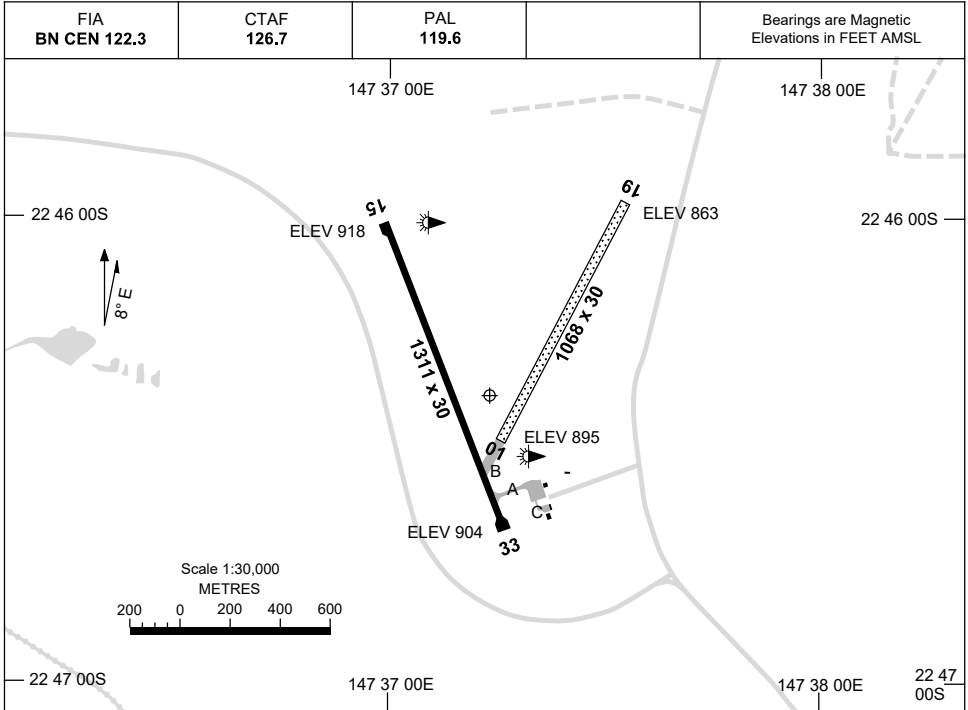 FIA
BN CEN 122.3
CTAF
126.7
PAL
119.6
Bearings are Magnetic
Elevations in FEET AMSL
147 37 00E
147 38 00E
22 46 00S
22 46 00S
15
19
ELEV 918
ELEV 863
8° E
1311 x 30
1068 x 30
01
ELEV 895
B
A
C
ELEV 904
33
Scale 1:30,000
METRES
200 0 200 400 600
22 47 00S
147 37 00E
147 38 00E
22 47
00S